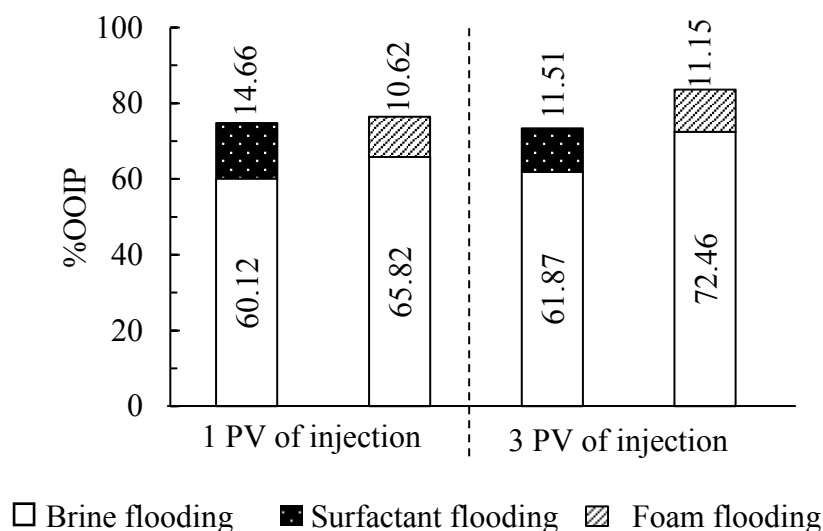 %OOIP
100
80
60
40
20
0
14.66
60.12
10.62
65.82
11.51
61.87
11.15
72.46
1 PV of injection
3 PV of injection
Brine flooding
Surfactant flooding
Foam flooding